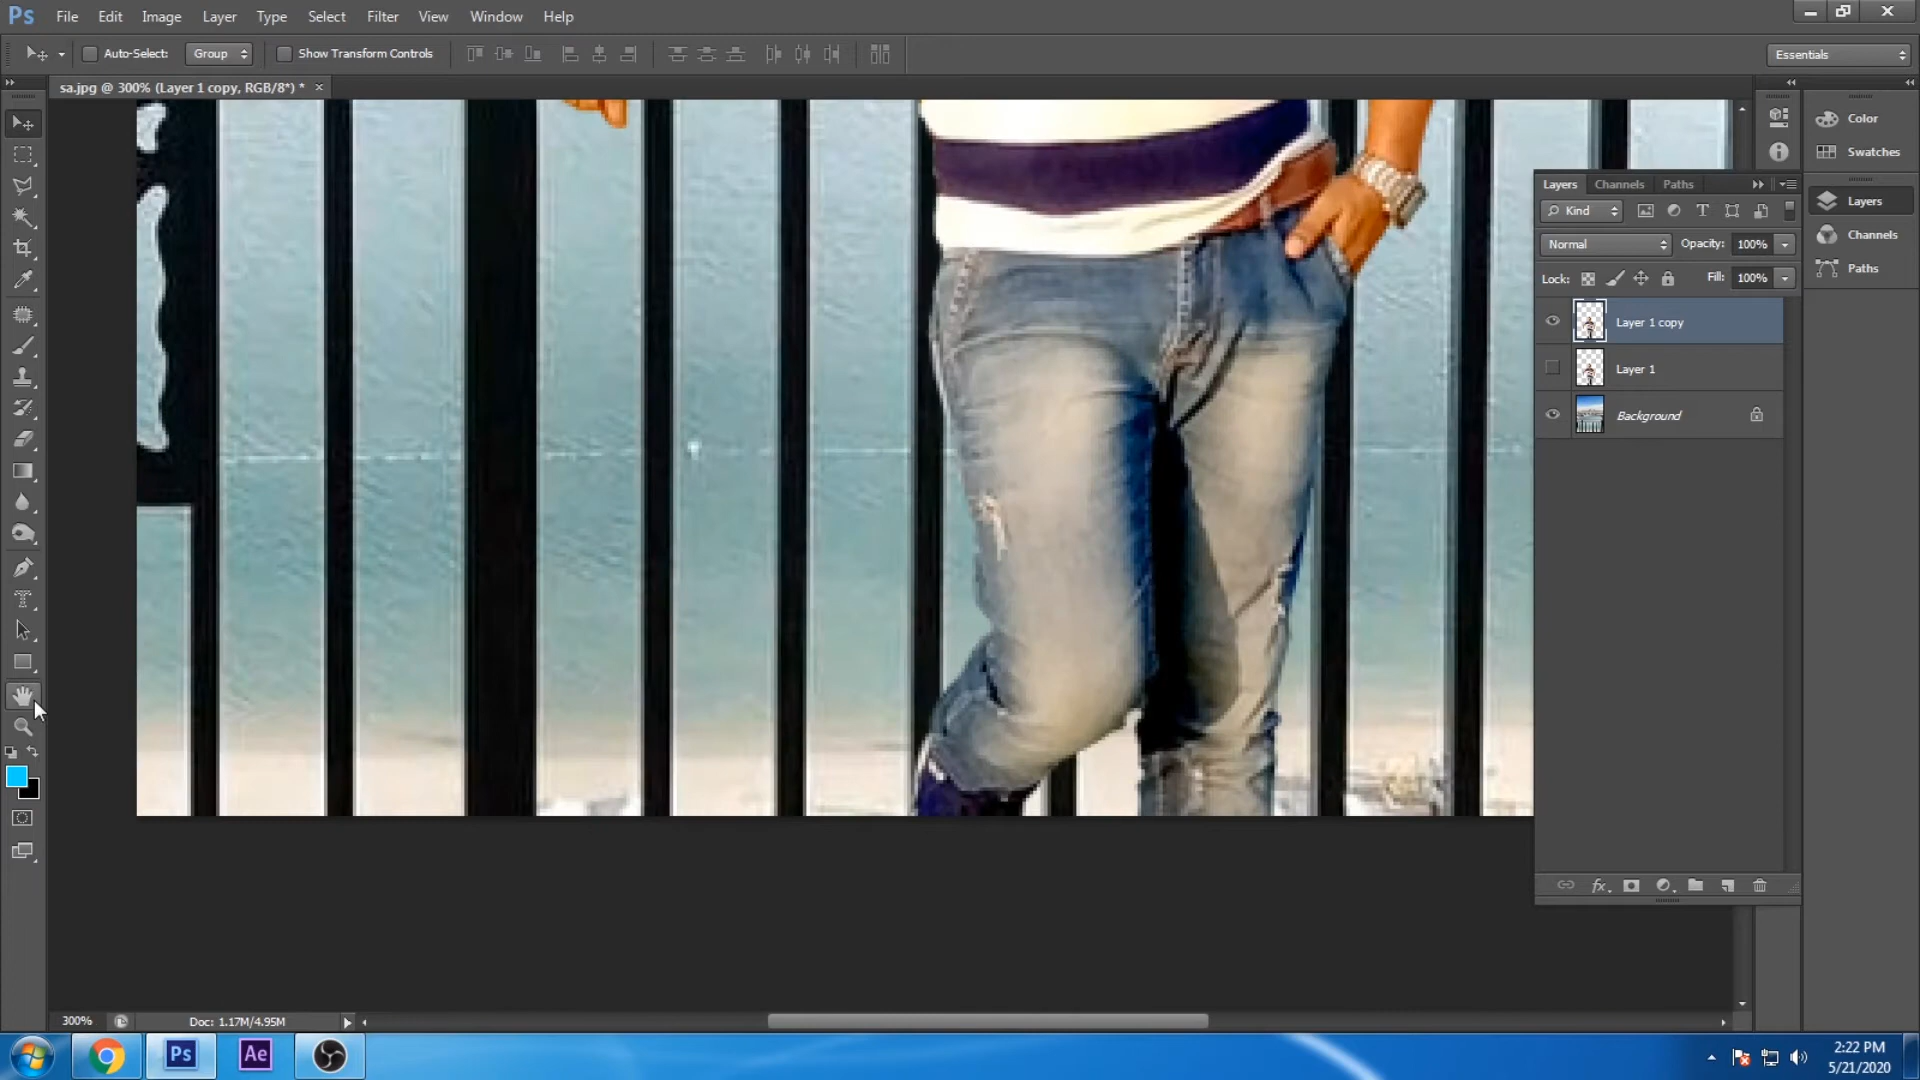 Ps File Edit Image Layer Type Select Filter View Window Help
Auto-Select: Group Show Transform Controls Essentials
sa.jpg @ 300% (Layer 1 copy, RGB/8*) * ×
Color
Swatches
Layers Channels Paths
Layers
Channels
Paths
Kind
Normal Opacity: 100%
Lock: Fill: 100%
Layer 1 copy
Layer 1
Background
fx
300% Doc: 1.17M/4.95M
Ps Ae
2:22 PM
5/21/2020